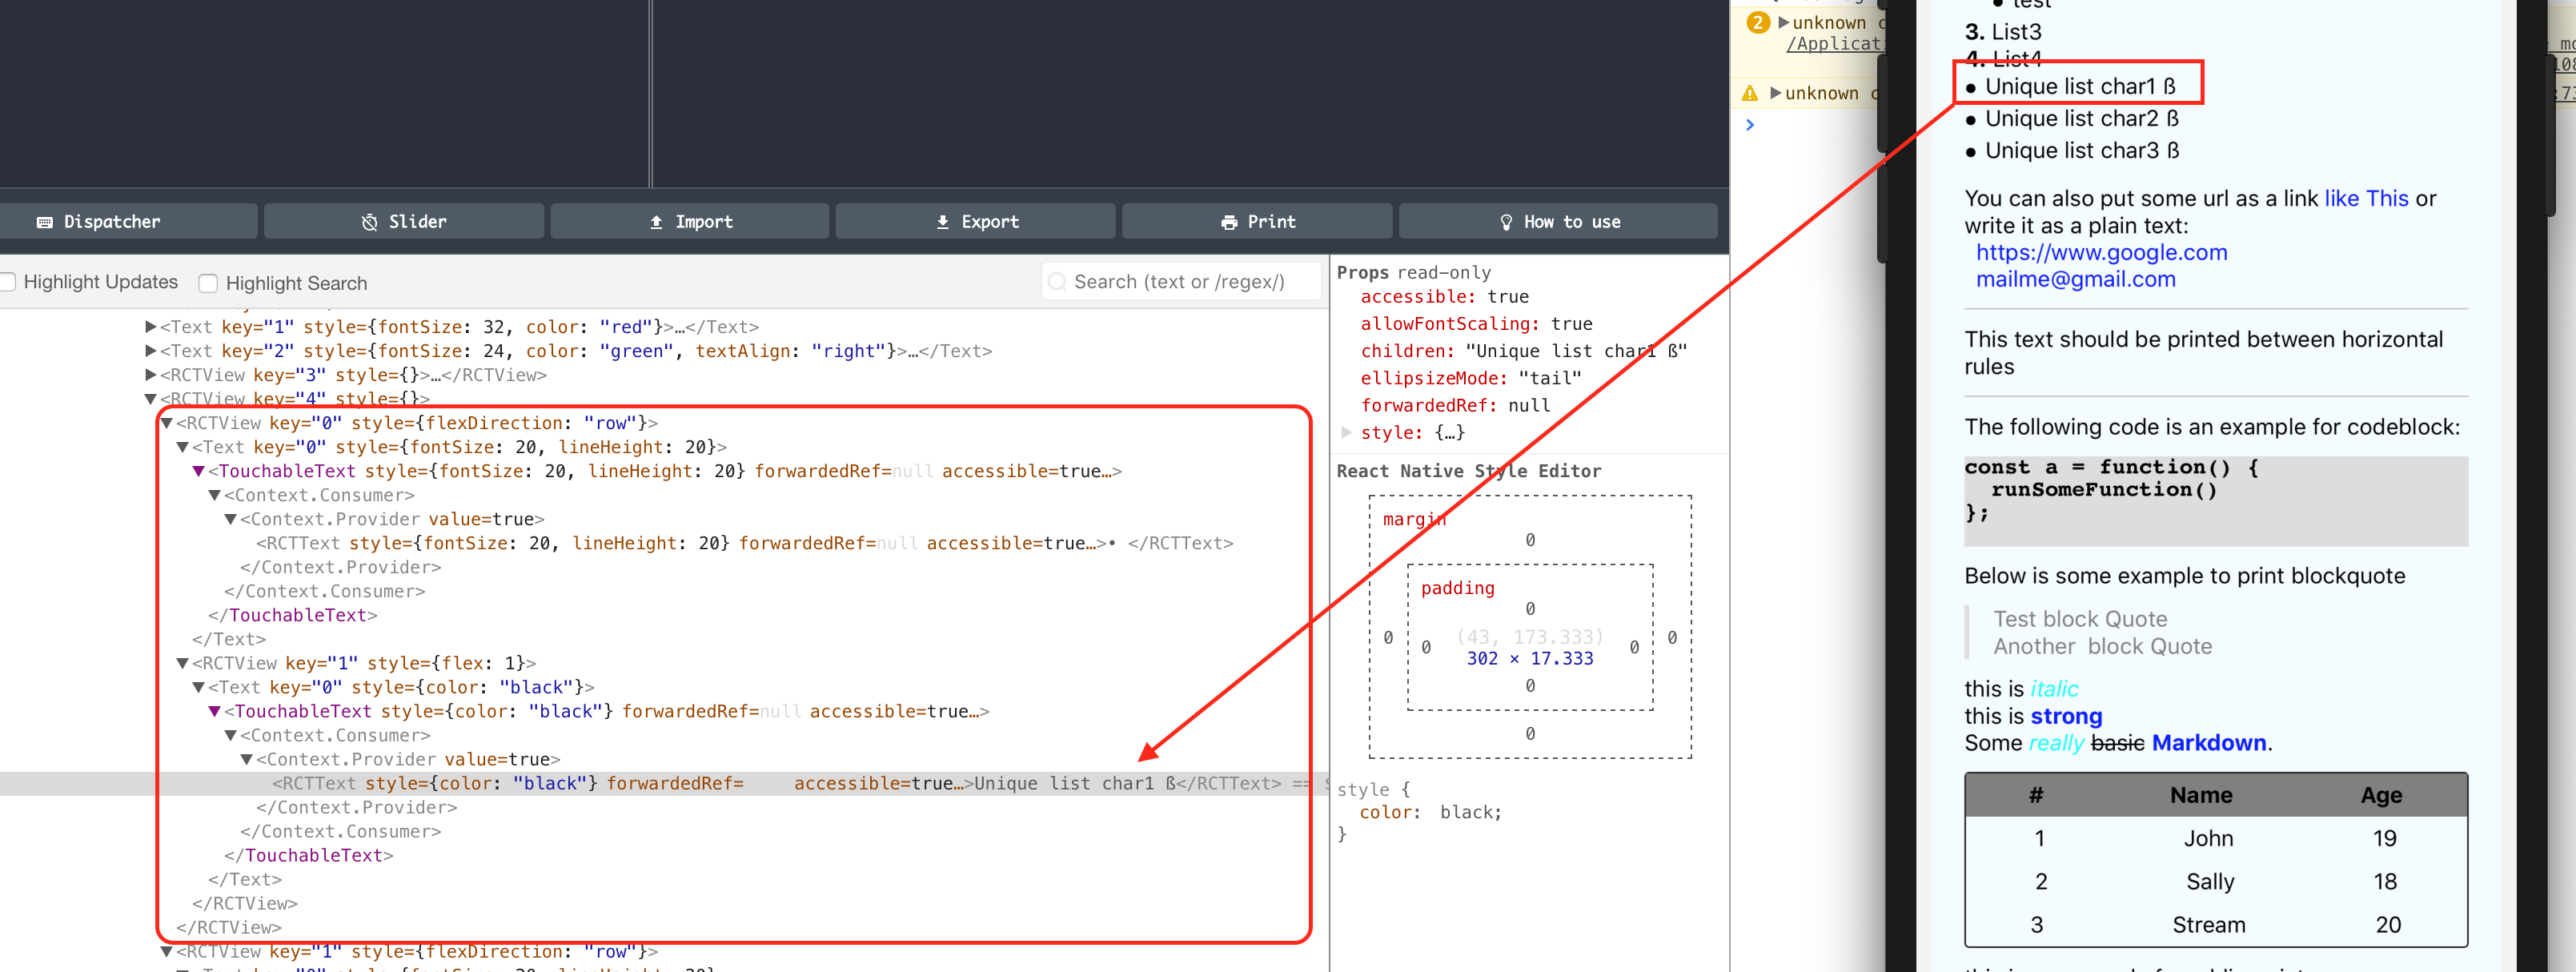 Dispatcher
Slider
Import
Export
Print
How to use
Highlight Updates
Highlight Search
Search (text or /regex/)
▶<Text key="1" style={fontSize: 32, color: "red"}>…</Text>
▶<Text key="2" style={fontSize: 24, color: "green", textAlign: "right"}>…</Text>
▶<RCTView key="3" style={}>…</RCTView>
▼<RCTView key="4" style={}>
▼<RCTView key="0" style={flexDirection: "row"}>
▼<Text key="0" style={fontSize: 20, lineHeight: 20}>
▼<TouchableText style={fontSize: 20, lineHeight: 20} forwardedRef=null accessible=true…>
▼<Context.Consumer>
▼<Context.Provider value=true>
<RCTText style={fontSize: 20, lineHeight: 20} forwardedRef=null accessible=true…>• </RCTText>
</Context.Provider>
</Context.Consumer>
</TouchableText>
</Text>
▼<RCTView key="1" style={flex: 1}>
▼<Text key="0" style={color: "black"}>
▼<TouchableText style={color: "black"} forwardedRef=null accessible=true…>
▼<Context.Consumer>
▼<Context.Provider value=true>
<RCTText style={color: "black"} forwardedRef= accessible=true…>Unique list char1 ß</RCTText> ==
</Context.Provider>
</Context.Consumer>
</TouchableText>
</Text>
</RCTView>
</RCTView>
▼<RCTView key="1" style={flexDirection: "row"}>
Props read-only
accessible: true
allowFontScaling: true
children: "Unique list char1 ß"
ellipsizeMode: "tail"
forwardedRef: null
▶ style: {…}
React Native Style Editor
margin
0
padding
0
0 0 (43, 173.333) 0 0
302 × 17.333
0
0
style {
color: black;
}
2 ▶unknown c
/Applicat
▶unknown c
>
• test
3. List3
4. List4
• Unique list char1 ß
• Unique list char2 ß
• Unique list char3 ß
You can also put some url as a link like This or
write it as a plain text:
https://www.google.com
mailme@gmail.com
This text should be printed between horizontal
rules
The following code is an example for codeblock:
const a = function() {
runSomeFunction()
};
Below is some example to print blockquote
Test block Quote
Another block Quote
this is italic
this is strong
Some really basic Markdown.
# Name Age
1 John 19
2 Sally 18
3 Stream 20